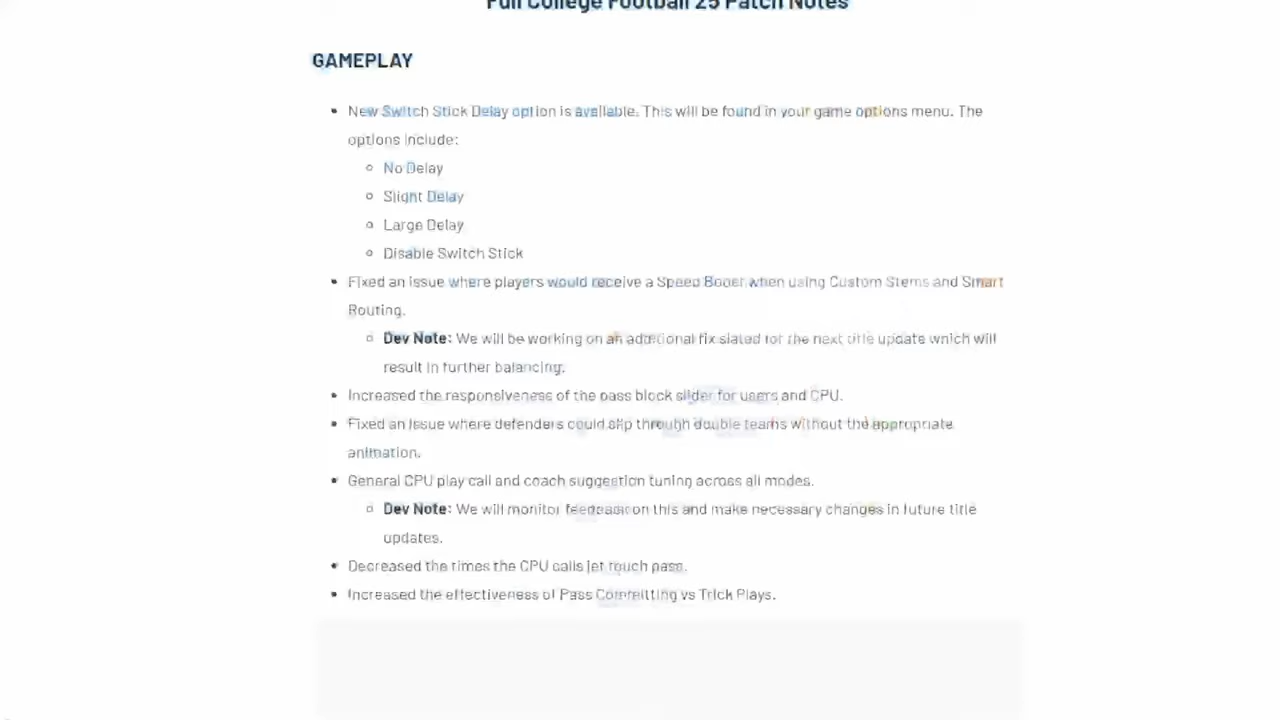 Full College Football 25 Patch Notes
GAMEPLAY
New Switch Stick Delay option is available. This will be found in your game options menu. The
options include:
No Delay
Slight Delay
Large Delay
Disable Switch Stick
Fixed an issue where players would receive a Speed Boost when using Custom Stems and Smart
Routing.
Dev Note: We will be working on an additional fix slated for the next title update which will
result in further balancing.
Increased the responsiveness of the pass block slider for users and CPU.
Fixed an issue where defenders could slip through double teams without the appropriate
animation.
General CPU play call and coach suggestion tuning across all modes.
Dev Note: We will monitor feedback on this and make necessary changes in future title
updates.
Decreased the times the CPU calls jet touch pass.
Increased the effectiveness of Pass Committing vs Trick Plays.